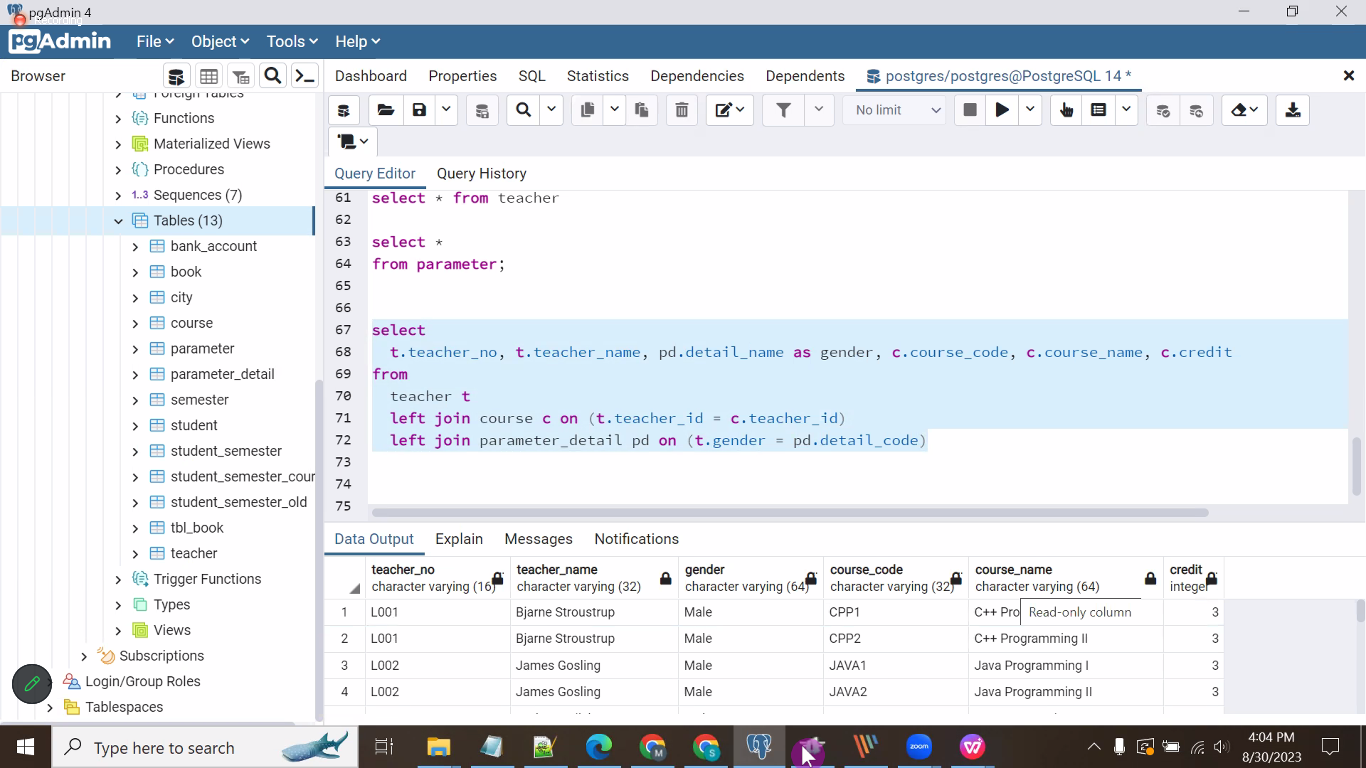 pgAdmin 4
Recording
pgAdmin File Object Tools Help
Browser
Dashboard Properties SQL Statistics Dependencies Dependents postgres/postgres@PostgreSQL 14 *
No limit
Query Editor Query History
Foreign Tables
Functions
Materialized Views
Procedures
1..3 Sequences (7)
Tables (13)
bank_account
book
city
course
parameter
parameter_detail
semester
student
student_semester
student_semester_cour
student_semester_old
tbl_book
teacher
Trigger Functions
Types
Views
Subscriptions
Login/Group Roles
Tablespaces
61 select * from teacher
62
63 select *
64 from parameter;
65
66
67 select
68 t.teacher_no, t.teacher_name, pd.detail_name as gender, c.course_code, c.course_name, c.credit
69 from
70 teacher t
71 left join course c on (t.teacher_id = c.teacher_id)
72 left join parameter_detail pd on (t.gender = pd.detail_code)
73
74
75
Data Output Explain Messages Notifications
teacher_no teacher_name gender course_code course_name credit
character varying (16) character varying (32) character varying (64) character varying (32) character varying (64) integer
1 L001 Bjarne Stroustrup Male CPP1 C++ Pro Read-only column 3
2 L001 Bjarne Stroustrup Male CPP2 C++ Programming II 3
3 L002 James Gosling Male JAVA1 Java Programming I 3
4 L002 James Gosling Male JAVA2 Java Programming II 3
Type here to search
zoom
4:04 PM
8/30/2023